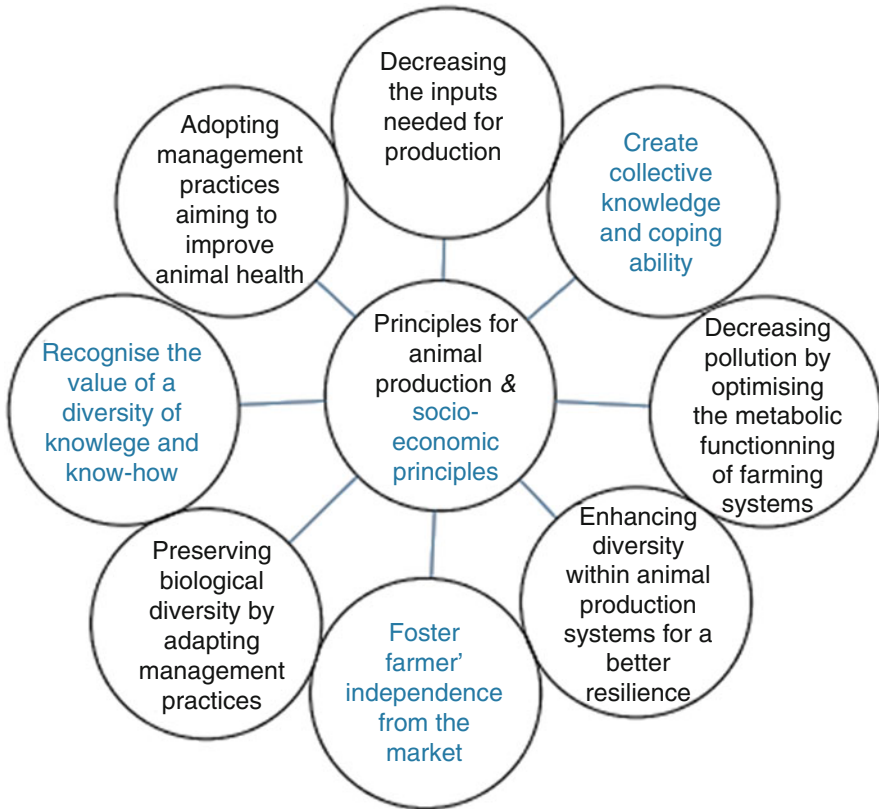 Decreasing
the inputs
needed for
production
Create
collective
knowledge
and coping
ability
Decreasing
pollution by
optimising
the metabolic
functionning
of farming
systems
Enhancing
diversity
within animal
production
systems for a
better
resilience
Foster
farmer'
independence
from the
market
Preserving
biological
diversity by
adapting
management
practices
Recognise the
value of a
diversity of
knowlege and
know-how
Adopting
management
practices
aiming to
improve
animal health
Principles for
animal
production &
socio-
economic
principles